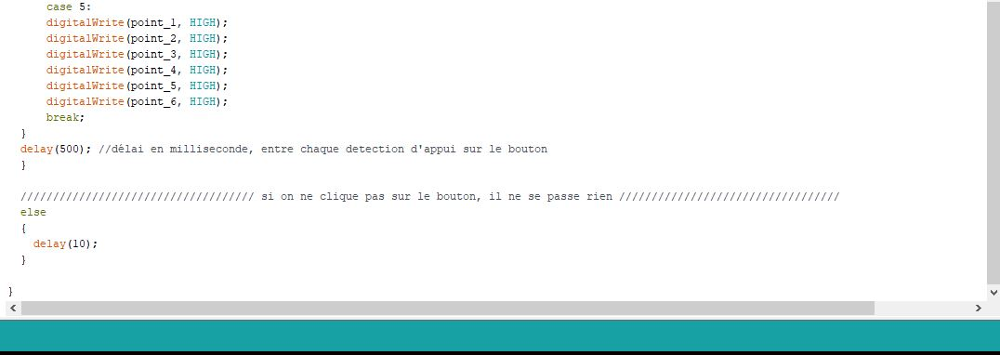 case 5:
digitalWrite(point_1, HIGH);
digitalWrite(point_2, HIGH);
digitalWrite(point_3, HIGH);
digitalWrite(point_4, HIGH);
digitalWrite(point_5, HIGH);
digitalWrite(point_6, HIGH);
break;
}
delay(500); //délai en milliseconde, entre chaque detection d'appui sur le bouton
}
//////////////////////////////////// si on ne clique pas sur le bouton, il ne se passe rien //////////////////////////////////
else
{
delay(10);
}
}